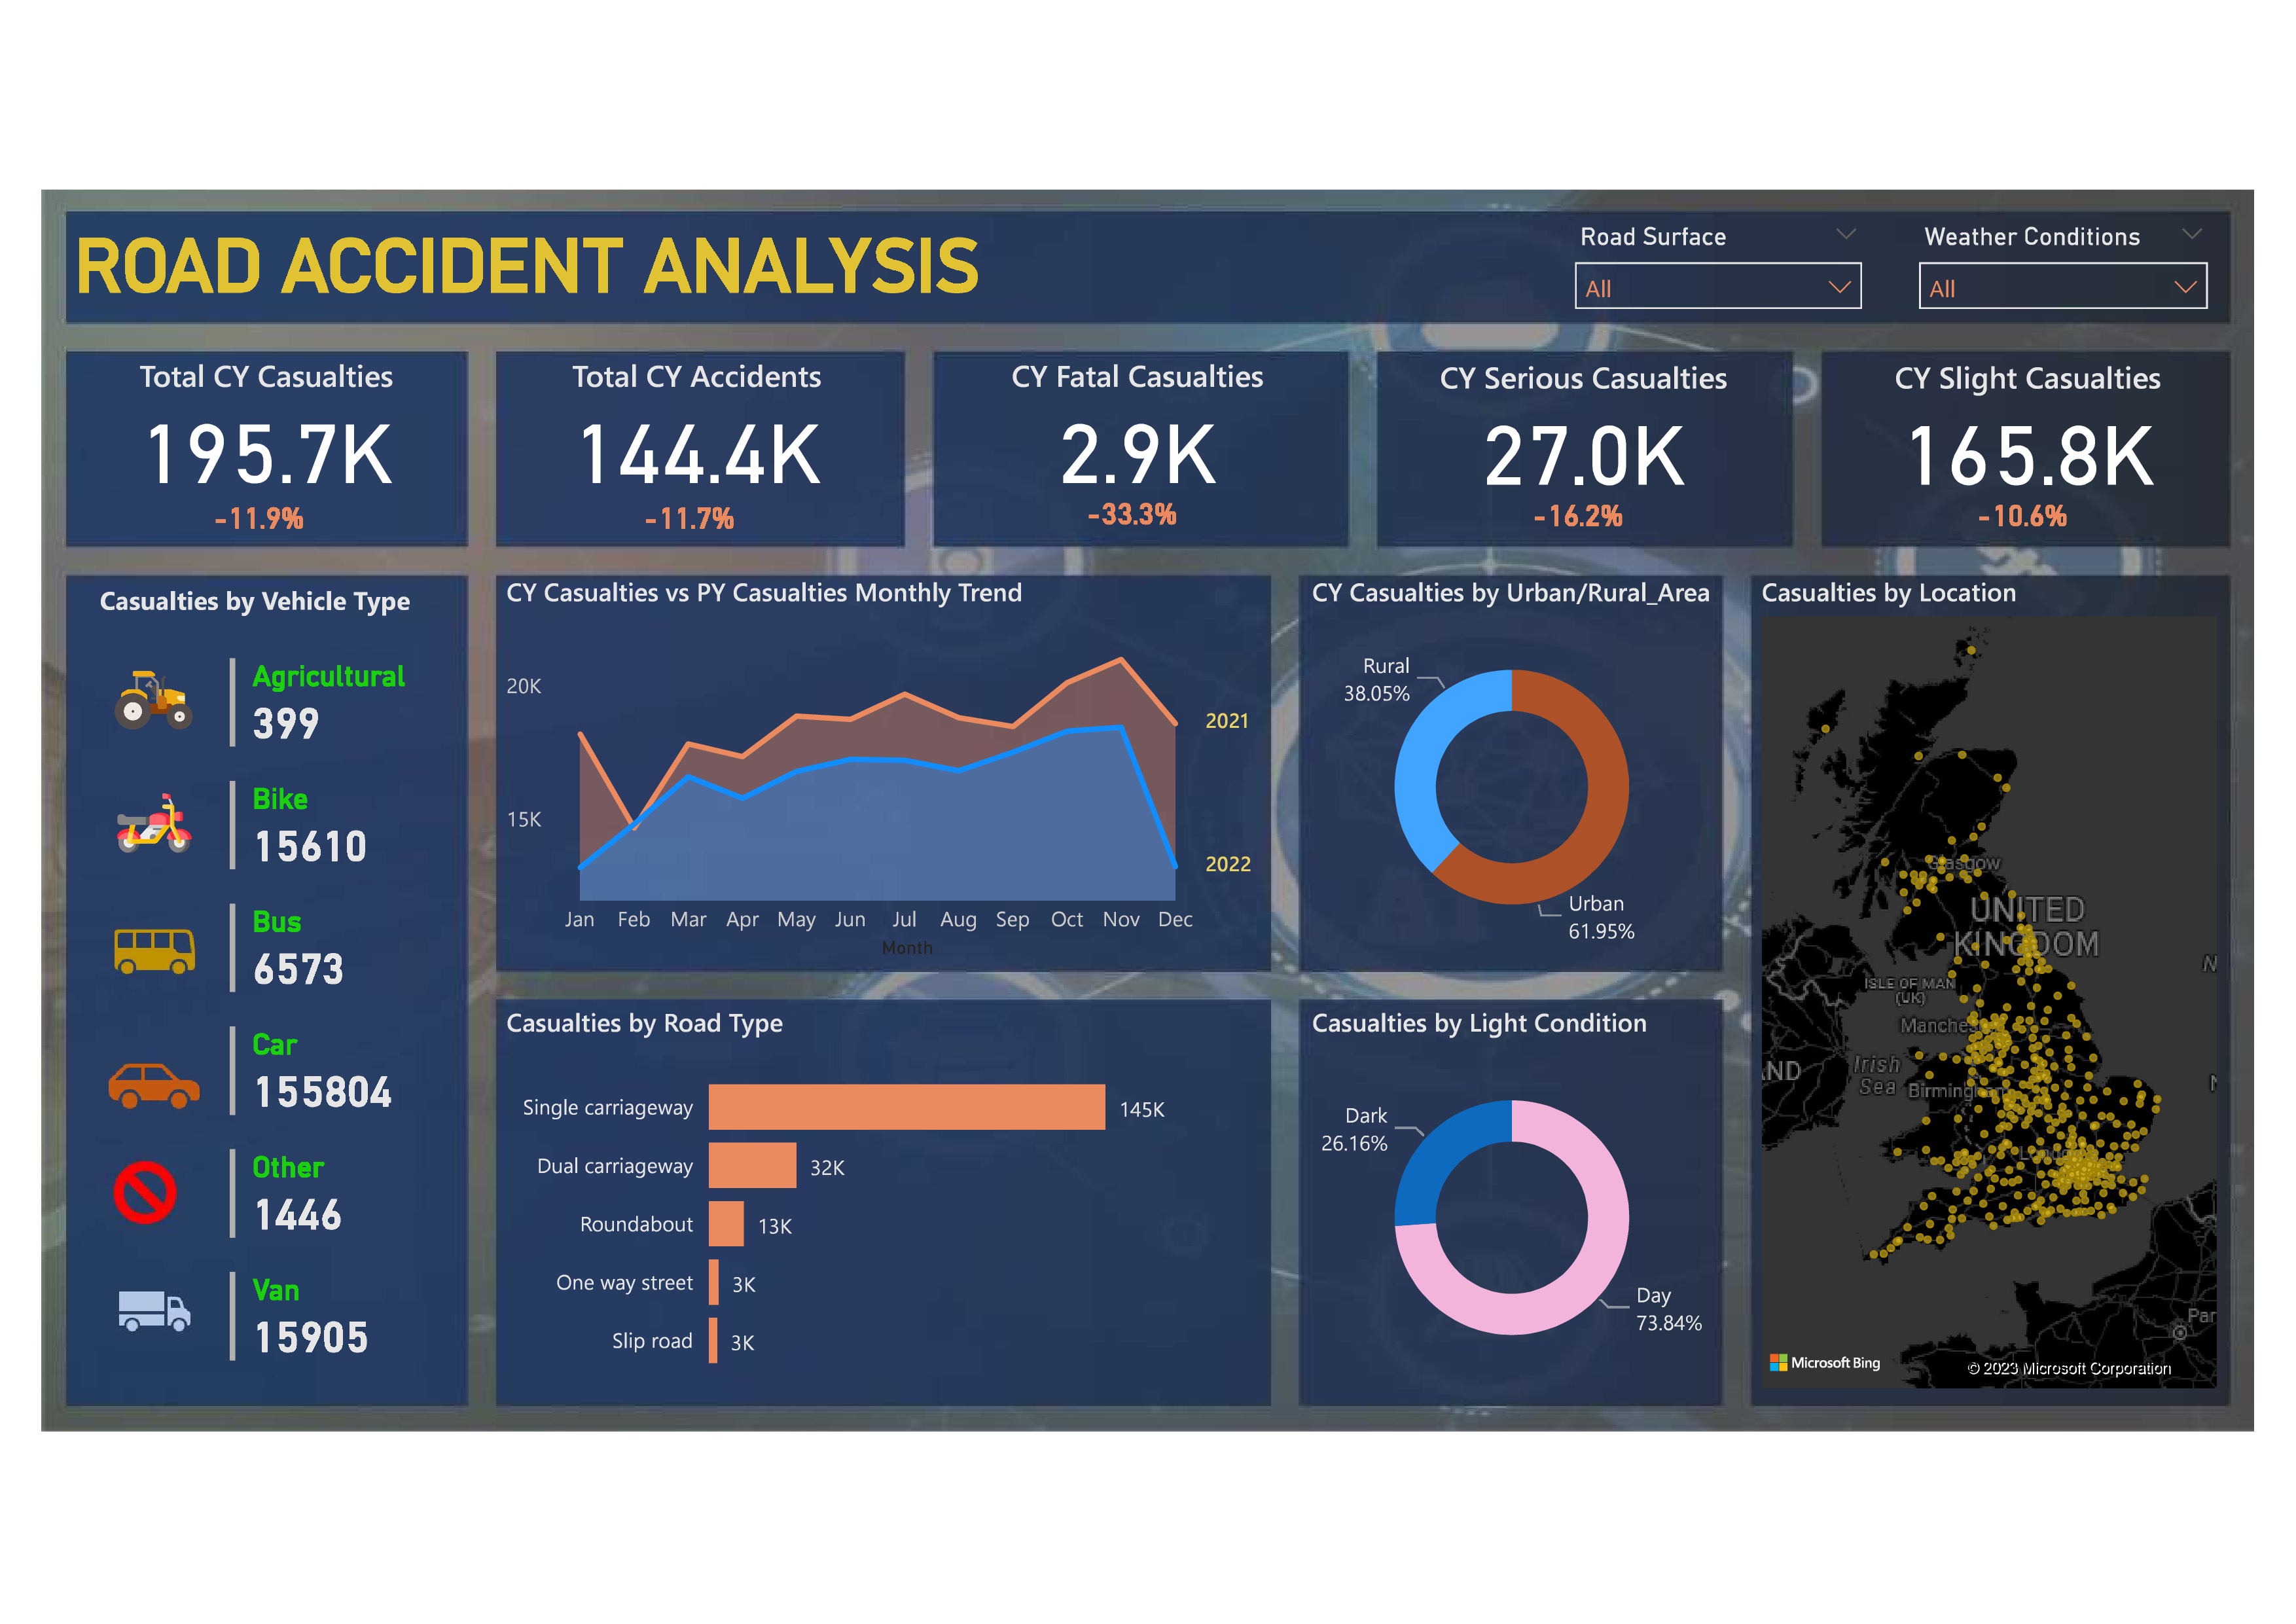 ROAD ACCIDENT ANALYSIS
Road Surface
All
Weather Conditions
All
Total CY Casualties
195.7K
-11.9%
Total CY Accidents
144.4K
-11.7%
CY Fatal Casualties
2.9K
-33.3%
CY Serious Casualties
27.0K
-16.2%
CY Slight Casualties
165.8K
-10.6%
Casualties by Vehicle Type
Agricultural
399
Bike
15610
Bus
6573
Car
155804
Other
1446
Van
15905
CY Casualties vs PY Casualties Monthly Trend
20K
15K
2021
2022
Jan Feb Mar Apr May Jun Jul Aug Sep Oct Nov Dec
Month
CY Casualties by Urban/Rural_Area
Rural
38.05%
Urban
61.95%
Casualties by Road Type
Single carriageway 145K
Dual carriageway 32K
Roundabout 13K
One way street 3K
Slip road 3K
Casualties by Light Condition
Dark
26.16%
Day
73.84%
Casualties by Location
Glasgow
UNITED
KINGDOM
N
ISLE OF MAN
(UK)
Manche
ND
Irish
Sea
Birming
Par
Microsoft Bing
© 2023 Microsoft Corporation